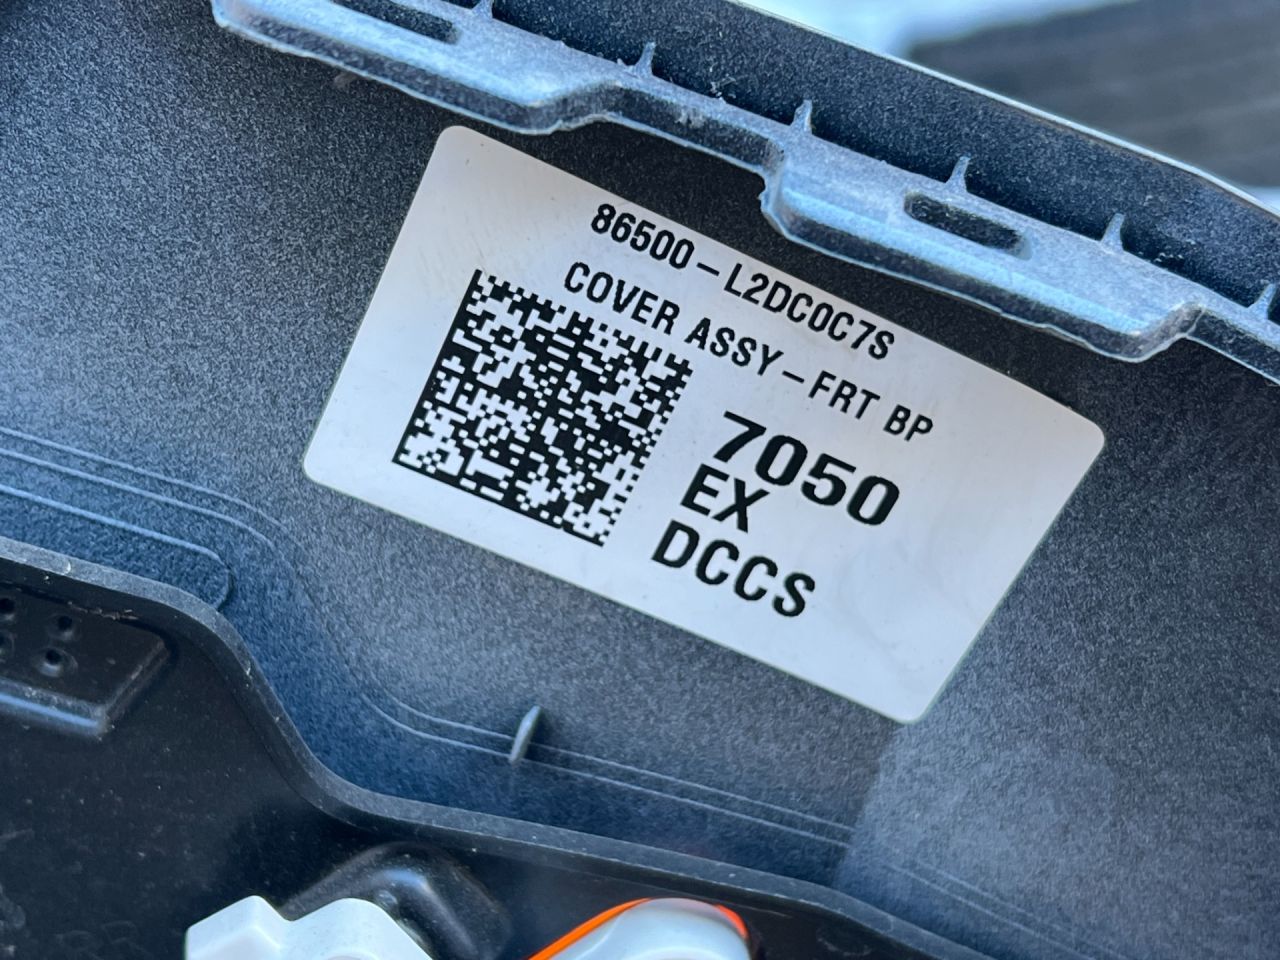 86500-L2DC0C7S
COVER ASSY-FRT BP
7050
EX
DCCS